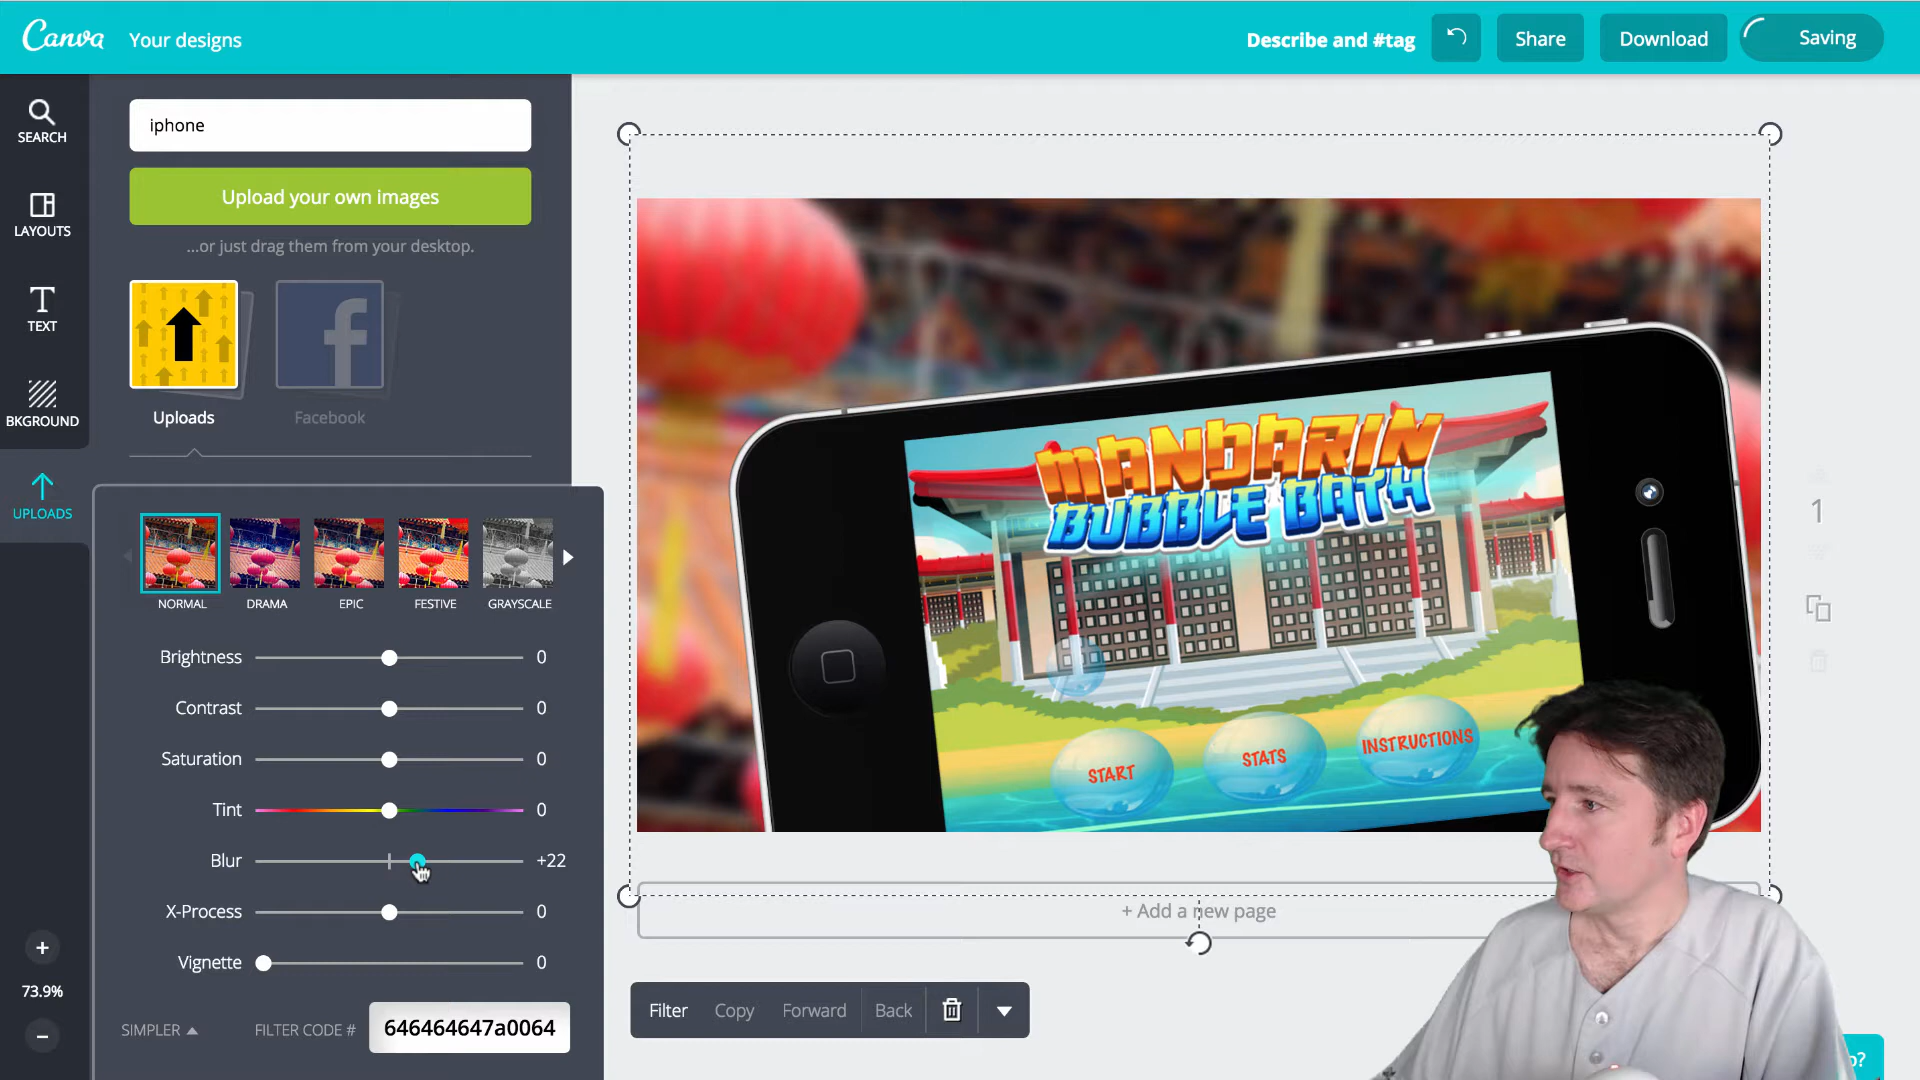 Canva
Your designs
Describe and #tag
Share
Download
Saving
SEARCH
LAYOUTS
TEXT
BKGROUND
UPLOADS
iphone
Upload your own images
...or just drag them from your desktop.
Uploads
Facebook
NORMAL
DRAMA
EPIC
FESTIVE
GRAYSCALE
Brightness 0
Contrast 0
Saturation 0
Tint 0
Blur +22
X-Process 0
Vignette 0
SIMPLER
FILTER CODE # 646464647a0064
73.9%
MANDARIN
BUBBLE BATH
START
STATS
INSTRUCTIONS
1
+ Add a new page
Filter
Copy
Forward
Back